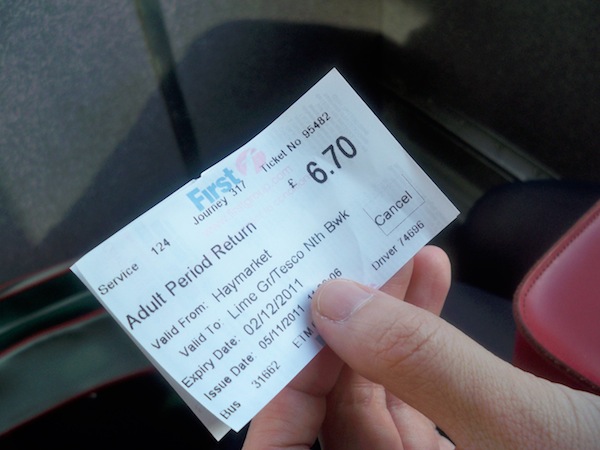 First
Journey 317 Ticket No 95482
Service 124 £ 6.70
Adult Period Return
Valid From: Haymarket
Valid To: Lime Gr/Tesco Nth Bwk
Expiry Date: 02/12/2011 Cancel
Issue Date: 05/11/2011
Bus 31662 Driver 74696